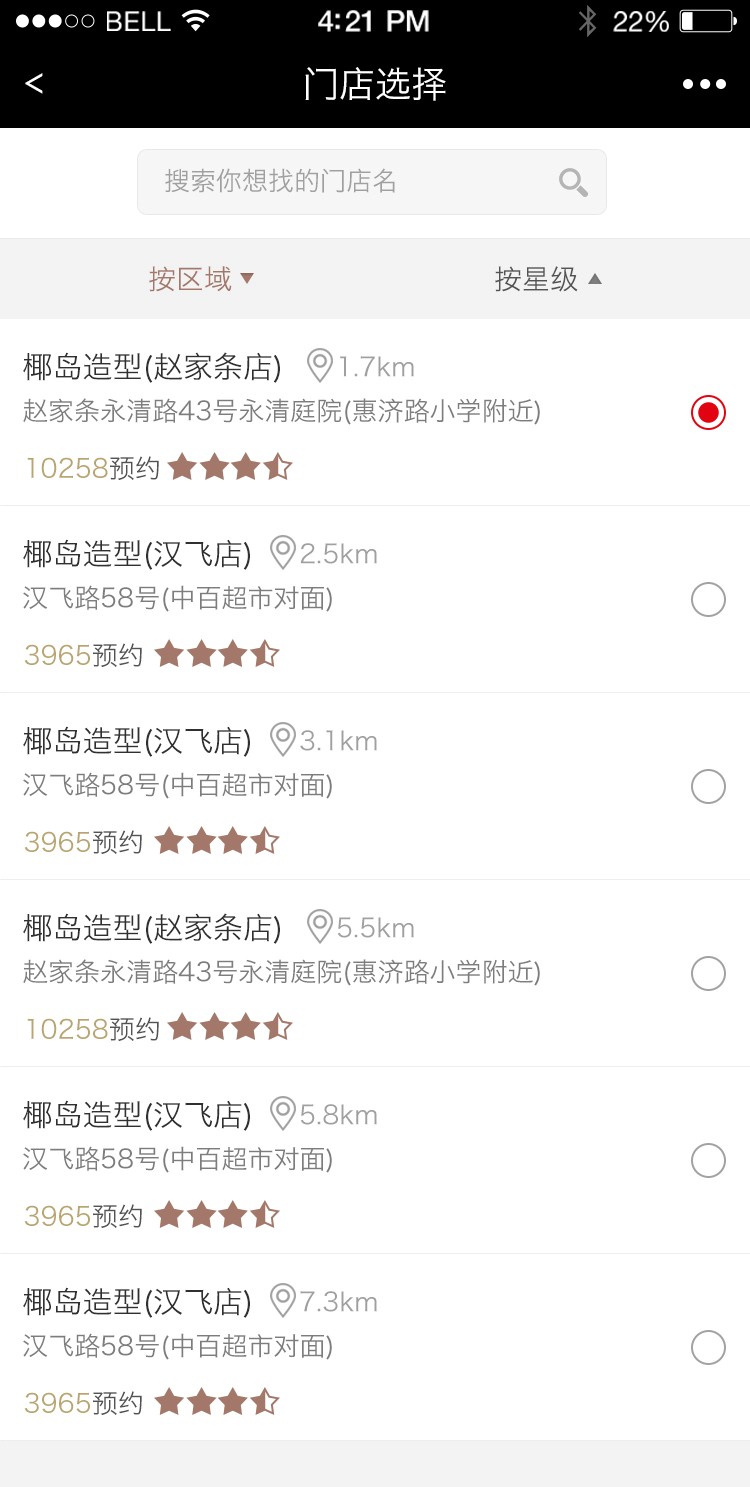 BELL 4:21 PM 22%
< 门店选择
搜索你想找的门店名
按区域 按星级
椰岛造型(赵家条店) 1.7km
赵家条永清路43号永清庭院(惠济路小学附近)
10258预约
椰岛造型(汉飞店) 2.5km
汉飞路58号(中百超市对面)
3965预约
椰岛造型(汉飞店) 3.1km
汉飞路58号(中百超市对面)
3965预约
椰岛造型(赵家条店) 5.5km
赵家条永清路43号永清庭院(惠济路小学附近)
10258预约
椰岛造型(汉飞店) 5.8km
汉飞路58号(中百超市对面)
3965预约
椰岛造型(汉飞店) 7.3km
汉飞路58号(中百超市对面)
3965预约